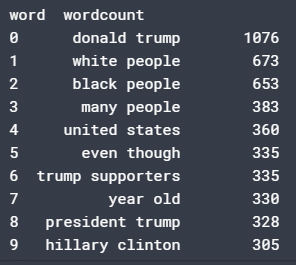 word wordcount
0 donald trump 1076
1 white people 673
2 black people 653
3 many people 383
4 united states 360
5 even though 335
6 trump supporters 335
7 year old 330
8 president trump 328
9 hillary clinton 305